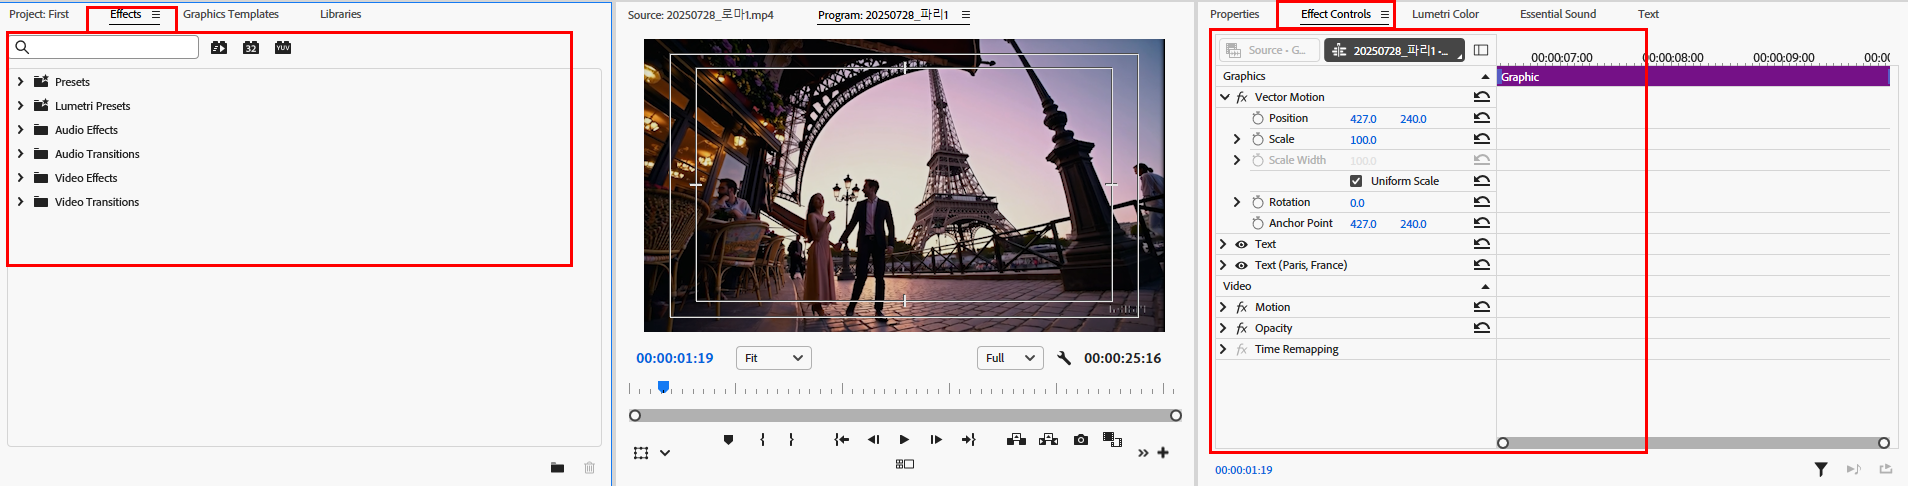 Project: First
Effects
Graphics Templates
Libraries
32
YUV
Presets
Lumetri Presets
Audio Effects
Audio Transitions
Video Effects
Video Transitions
Source: 20250728_로마1.mp4
Program: 20250728_파리1
00:00:01:19
Fit
Full
00:00:25:16
Properties
Effect Controls
Lumetri Color
Essential Sound
Text
Source • G...
20250728_파리1 •...
00:00:07:00
00:00:08:00
00:00:09:00
00:00
Graphics
Graphic
fx Vector Motion
Position 427.0 240.0
Scale 100.0
Scale Width 100.0
Uniform Scale
Rotation 0.0
Anchor Point 427.0 240.0
Text
Text (Paris, France)
Video
fx Motion
fx Opacity
fx Time Remapping
00:00:01:19